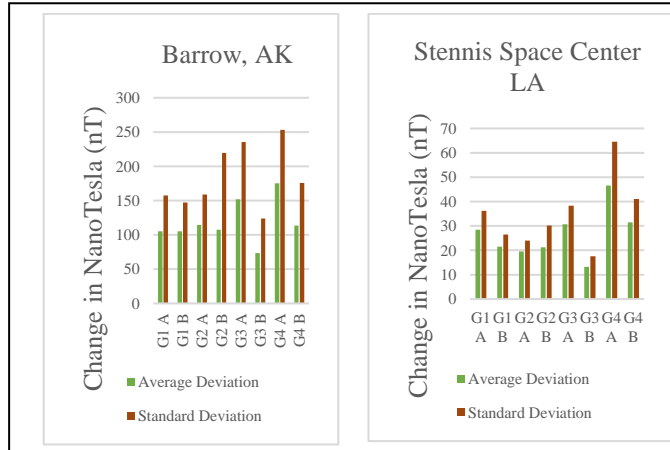 Barrow, AK
Change in NanoTesla (nT)
300
250
200
150
100
50
0
G1 A
G1 B
G2 A
G2 B
G3 A
G3 B
G4 A
G4 B
Average Deviation
Standard Deviation
Stennis Space Center
LA
Change in NanoTesla (nT)
70
60
50
40
30
20
10
0
G1 G1 G2 G2 G3 G3 G4 G4
A B A B A B A B
Average Deviation
Standard Deviation